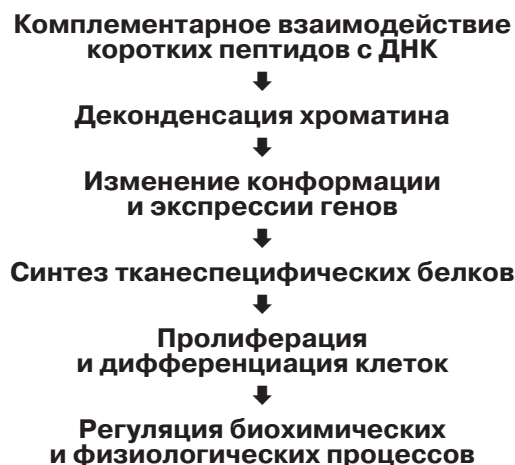 Комплементарное взаимодействие
коротких пептидов с ДНК
Деконденсация хроматина
Изменение конформации
и экспрессии генов
Синтез тканеспецифических белков
Пролиферация
и дифференциация клеток
Регуляция биохимических
и физиологических процессов